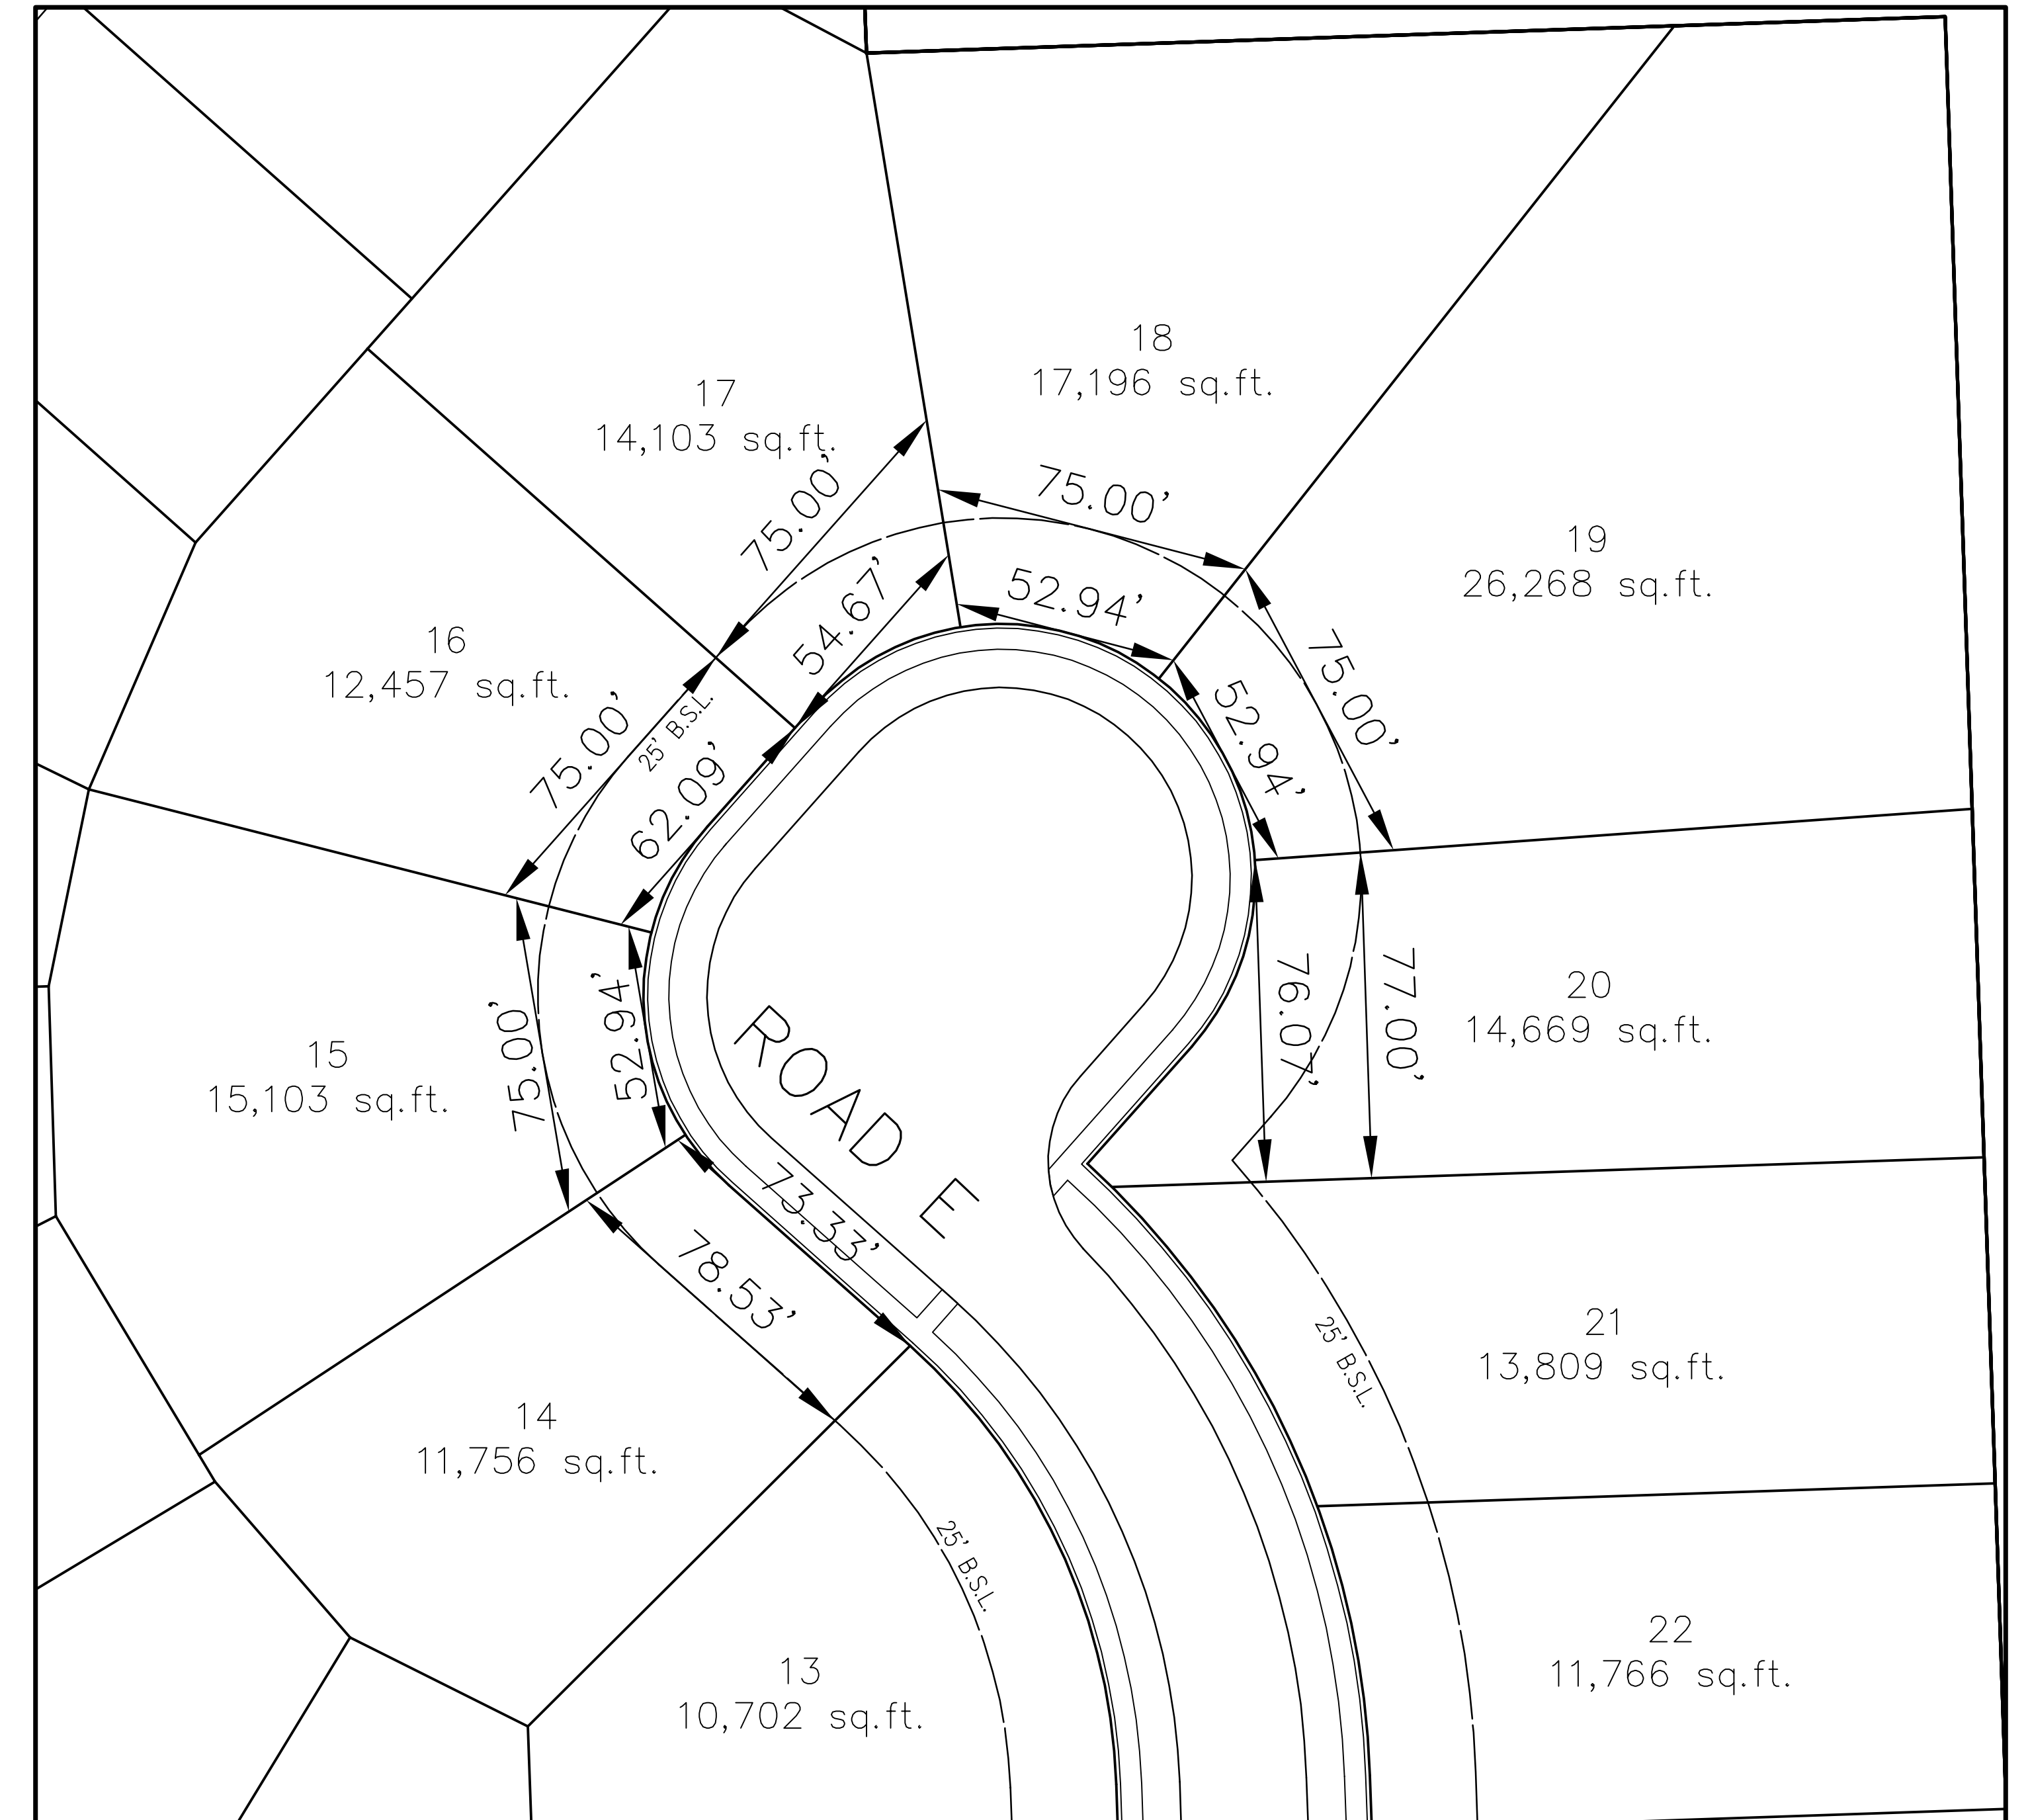 18
17,196 sq.ft.
17
14,103 sq.ft.
75.00'
75.00'
19
26,268 sq.ft.
54.67'
52.94'
16
12,457 sq.ft.
75.00'
25' B.S.L.
62.09'
52.94'
75.00'
20
14,669 sq.ft.
76.07'
77.00'
15
15,103 sq.ft.
75.00'
52.94'
ROAD E
73.33'
78.53'
21
13,809 sq.ft.
25' B.S.L.
14
11,756 sq.ft.
25' B.S.L.
22
11,766 sq.ft.
13
10,702 sq.ft.